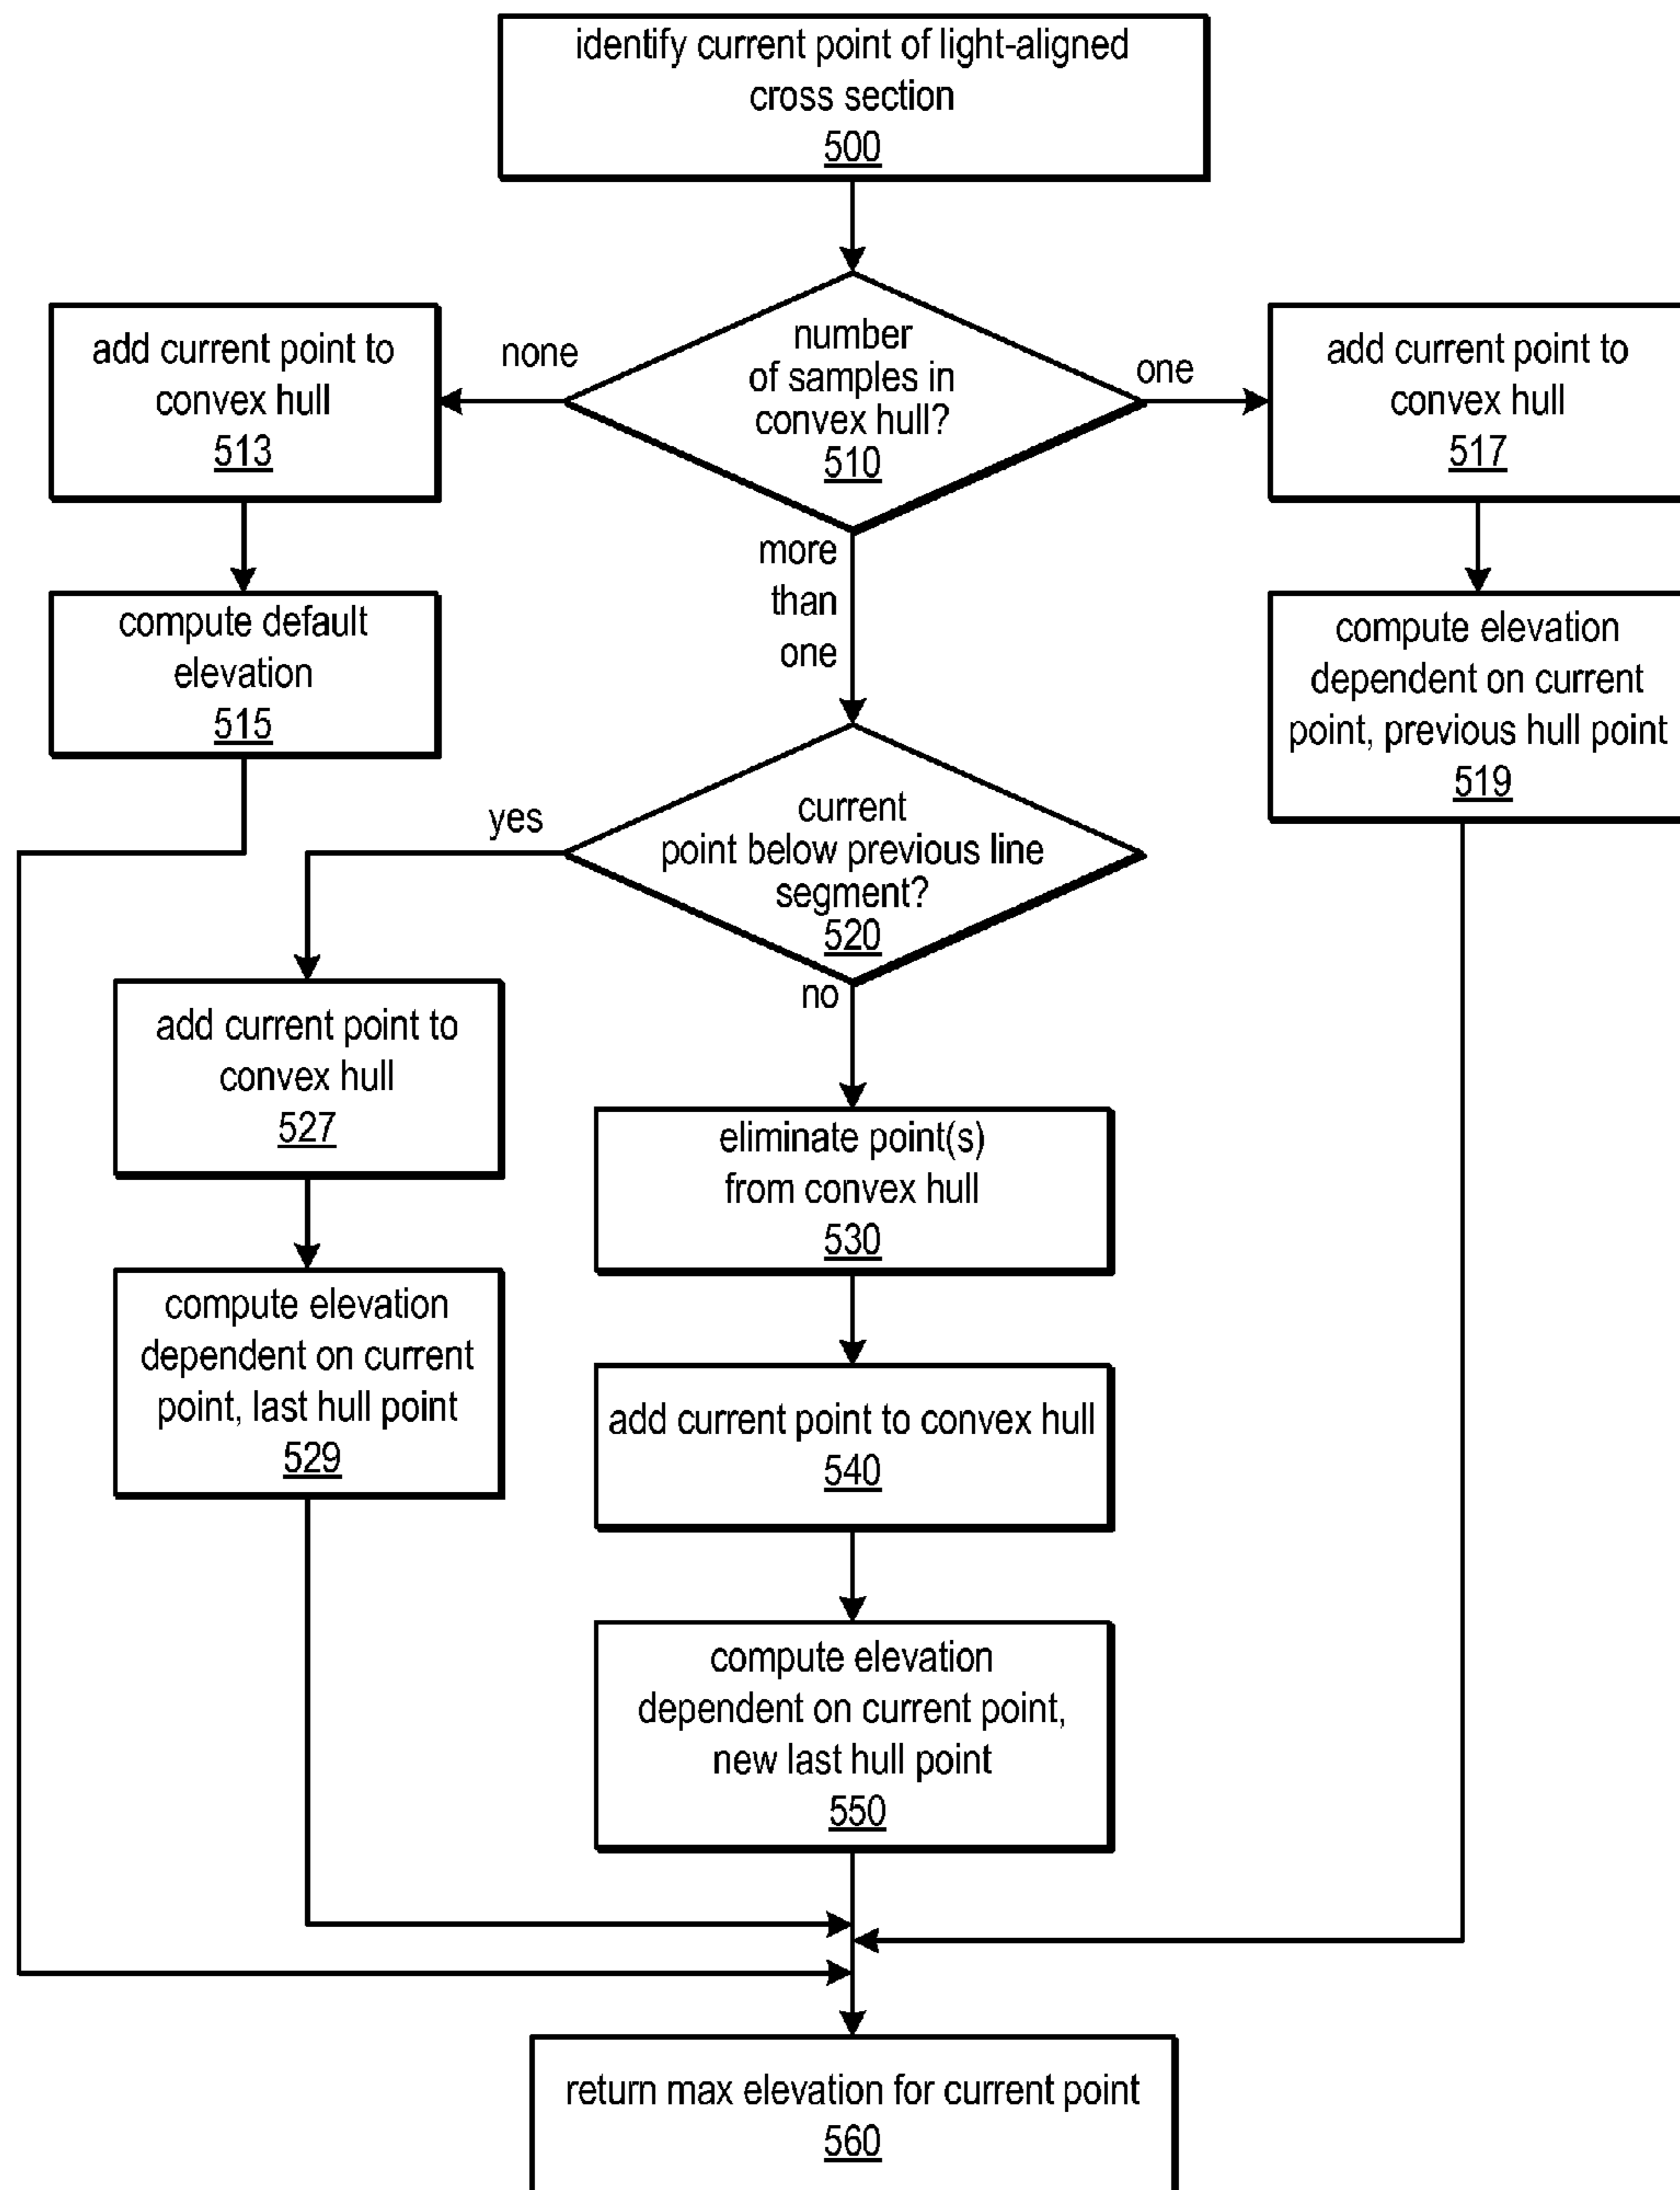 identify current point of light-aligned
cross section
500
number
of samples in
convex hull?
510
none
one
more
than
one
add current point to
convex hull
513
add current point to
convex hull
517
compute default
elevation
515
compute elevation
dependent on current
point, previous hull point
519
current
point below previous line
segment?
520
yes
no
add current point to
convex hull
527
compute elevation
dependent on current
point, last hull point
529
eliminate point(s)
from convex hull
530
add current point to convex hull
540
compute elevation
dependent on current point,
new last hull point
550
return max elevation for current point
560